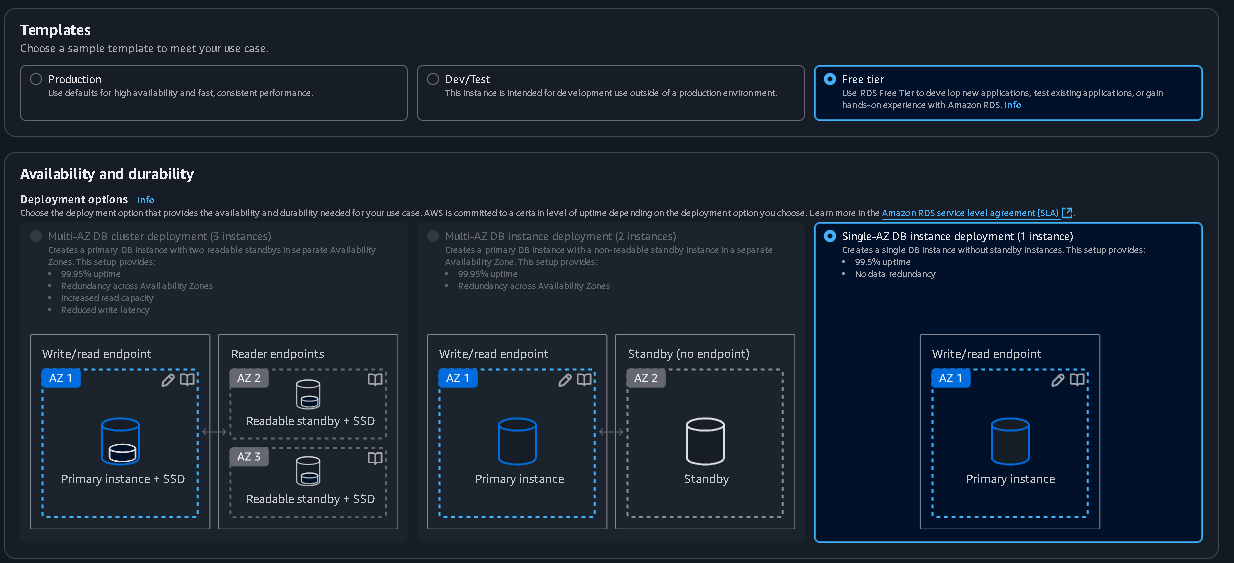 Templates
Choose a sample template to meet your use case.
Production
Use defaults for high availability and fast, consistent performance.
Dev/Test
This instance is intended for development use outside of a production environment.
Free tier
Use RDS Free Tier to develop new applications, test existing applications, or gain
hands-on experience with Amazon RDS. Info
Availability and durability
Deployment options Info
Choose the deployment option that provides the availability and durability needed for your use case. AWS is committed to a certain level of uptime depending on the deployment option you choose. Learn more in the Amazon RDS service level agreement (SLA).
Multi-AZ DB cluster deployment (3 instances)
Creates a primary DB instance with two readable standbys in separate Availability
Zones. This setup provides:
• 99.95% uptime
• Redundancy across Availability Zones
• Increased read capacity
• Reduced write latency
Write/read endpoint
AZ 1
Primary instance + SSD
Reader endpoints
AZ 2
Readable standby + SSD
AZ 3
Readable standby + SSD
Multi-AZ DB instance deployment (2 instances)
Creates a primary DB instance with a non-readable standby instance in a separate
Availability Zone. This setup provides:
• 99.95% uptime
• Redundancy across Availability Zones
Write/read endpoint
AZ 1
Primary instance
Standby (no endpoint)
AZ 2
Standby
Single-AZ DB instance deployment (1 instance)
Creates a single DB instance without standby instances. This setup provides:
• 99.5% uptime
• No data redundancy
Write/read endpoint
AZ 1
Primary instance